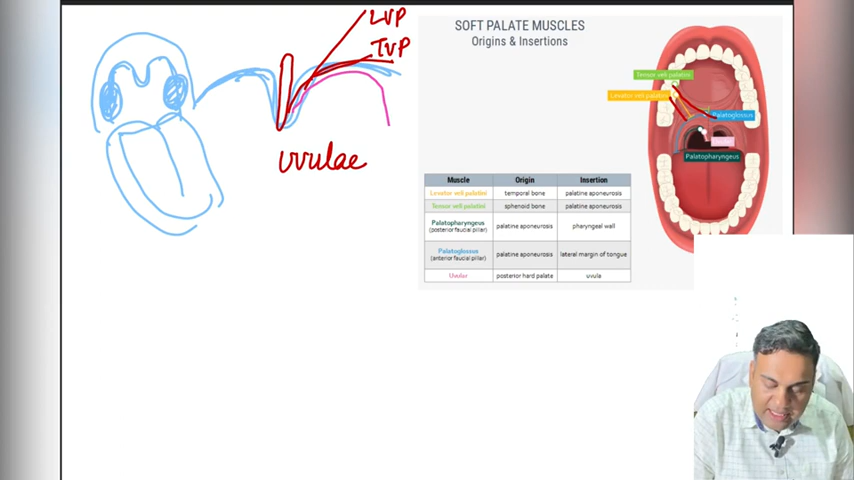 LVP
TVP
uvulae
SOFT PALATE MUSCLES
Origins & Insertions
Tensor veli palatini
Levator veli palatini
Palatoglossus
Palatopharyngeus
Muscle Origin Insertion
Levator veli palatini temporal bone palatine aponeurosis
Tensor veli palatini sphenoid bone palatine aponeurosis
Palatopharyngeus
(posterior faucial pillar) palatine aponeurosis pharyngeal wall
Palatoglossus
(anterior faucial pillar) palatine aponeurosis lateral margin of tongue
Uvular posterior hard palate uvula